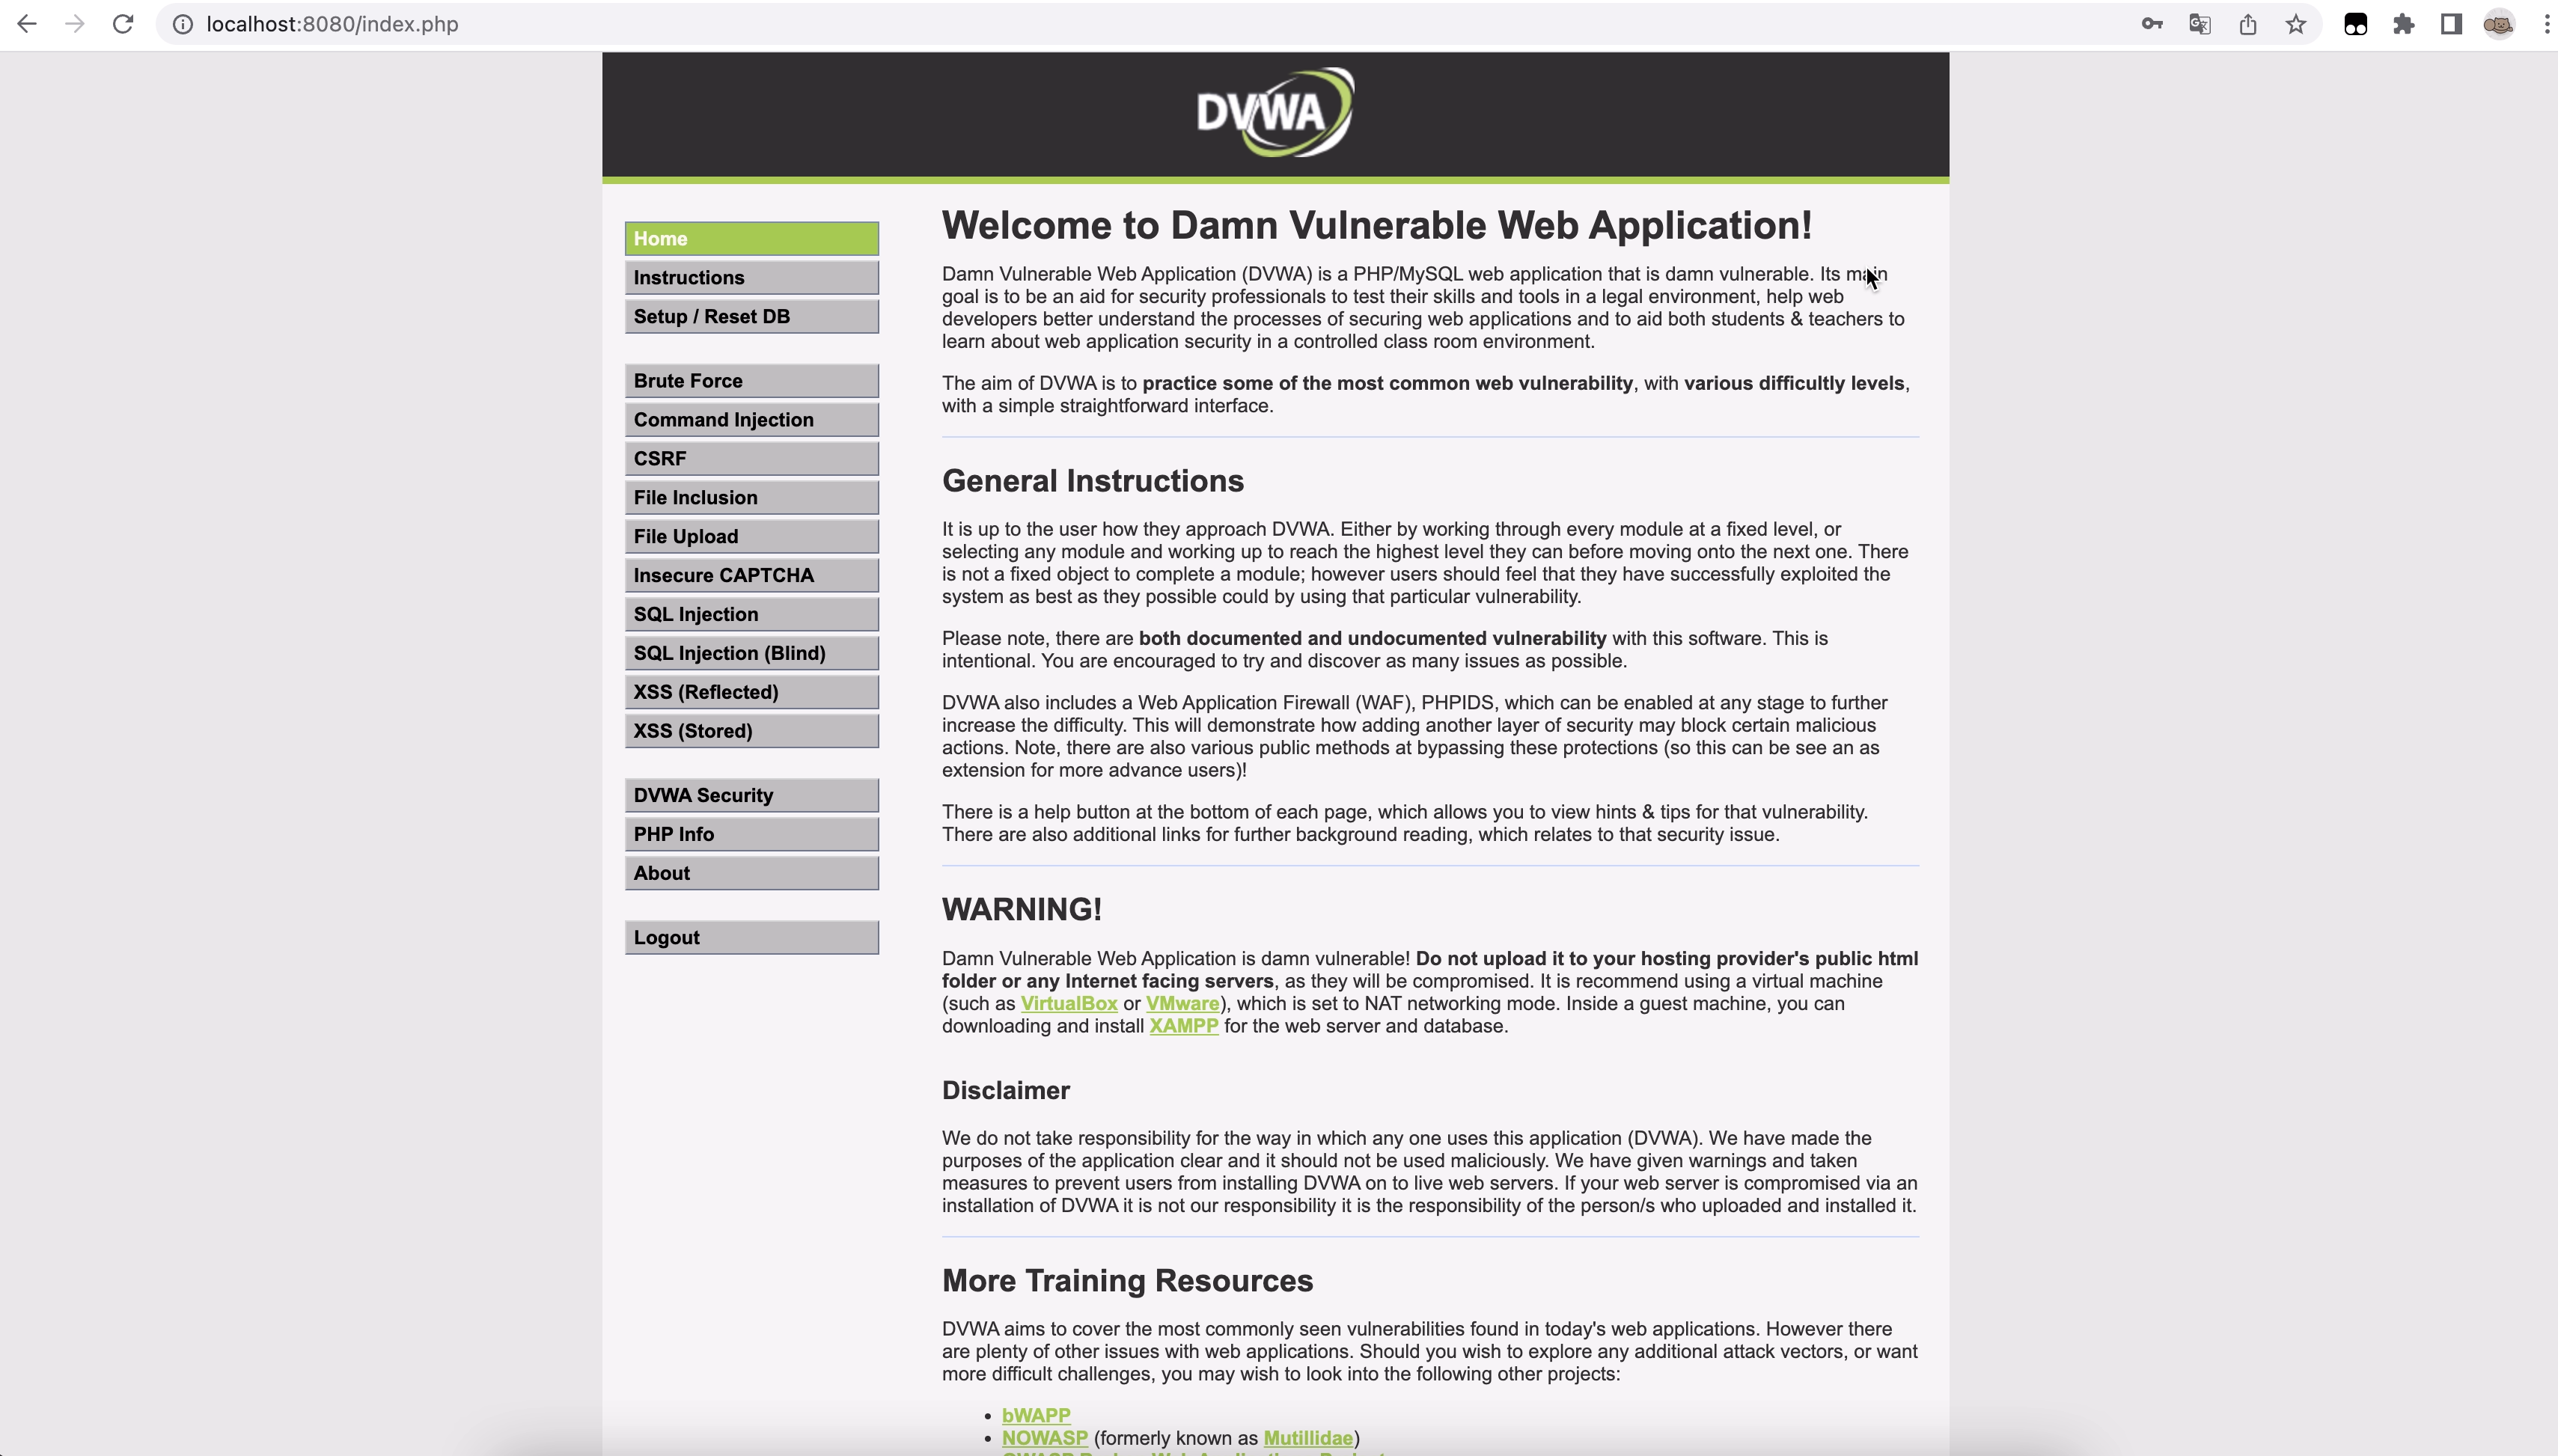 localhost:8080/index.php
DVWA
Home
Instructions
Setup / Reset DB
Brute Force
Command Injection
CSRF
File Inclusion
File Upload
Insecure CAPTCHA
SQL Injection
SQL Injection (Blind)
XSS (Reflected)
XSS (Stored)
DVWA Security
PHP Info
About
Logout
Welcome to Damn Vulnerable Web Application!
Damn Vulnerable Web Application (DVWA) is a PHP/MySQL web application that is damn vulnerable. Its main
goal is to be an aid for security professionals to test their skills and tools in a legal environment, help web
developers better understand the processes of securing web applications and to aid both students & teachers to
learn about web application security in a controlled class room environment.
The aim of DVWA is to practice some of the most common web vulnerability, with various difficultly levels,
with a simple straightforward interface.
General Instructions
It is up to the user how they approach DVWA. Either by working through every module at a fixed level, or
selecting any module and working up to reach the highest level they can before moving onto the next one. There
is not a fixed object to complete a module; however users should feel that they have successfully exploited the
system as best as they possible could by using that particular vulnerability.
Please note, there are both documented and undocumented vulnerability with this software. This is
intentional. You are encouraged to try and discover as many issues as possible.
DVWA also includes a Web Application Firewall (WAF), PHPIDS, which can be enabled at any stage to further
increase the difficulty. This will demonstrate how adding another layer of security may block certain malicious
actions. Note, there are also various public methods at bypassing these protections (so this can be see an as
extension for more advance users)!
There is a help button at the bottom of each page, which allows you to view hints & tips for that vulnerability.
There are also additional links for further background reading, which relates to that security issue.
WARNING!
Damn Vulnerable Web Application is damn vulnerable! Do not upload it to your hosting provider's public html
folder or any Internet facing servers, as they will be compromised. It is recommend using a virtual machine
(such as VirtualBox or VMware), which is set to NAT networking mode. Inside a guest machine, you can
downloading and install XAMPP for the web server and database.
Disclaimer
We do not take responsibility for the way in which any one uses this application (DVWA). We have made the
purposes of the application clear and it should not be used maliciously. We have given warnings and taken
measures to prevent users from installing DVWA on to live web servers. If your web server is compromised via an
installation of DVWA it is not our responsibility it is the responsibility of the person/s who uploaded and installed it.
More Training Resources
DVWA aims to cover the most commonly seen vulnerabilities found in today's web applications. However there
are plenty of other issues with web applications. Should you wish to explore any additional attack vectors, or want
more difficult challenges, you may wish to look into the following other projects:
• bWAPP
• NOWASP (formerly known as Mutillidae)